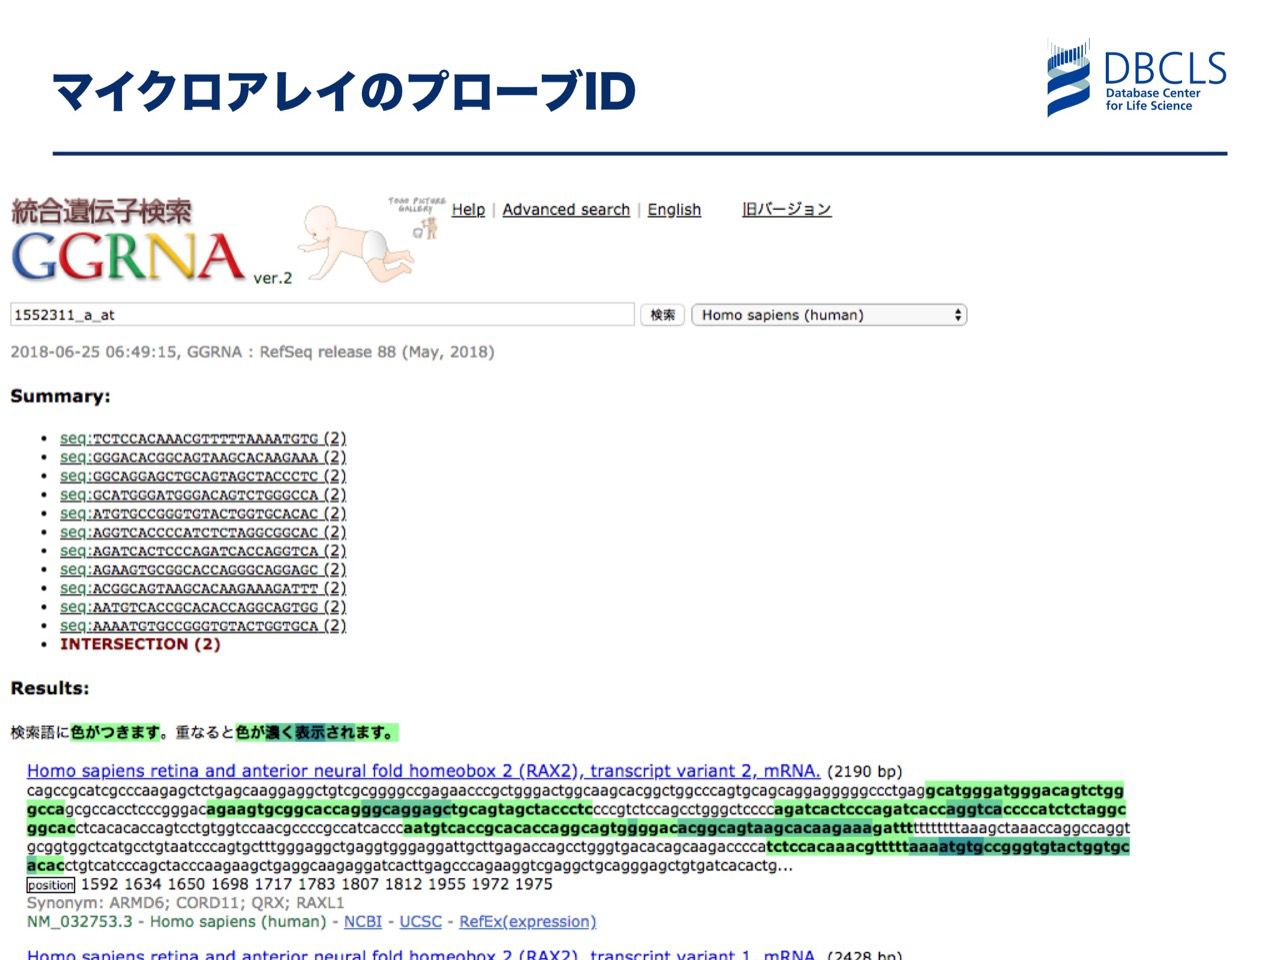 マイクロアレイのプローブID
DBCLS
Database Center
for Life Science
統合遺伝子検索
GGRNA ver.2
TOGO PICTURE
GALLERY
Help | Advanced search | English 旧バージョン
1552311_a_at 検索 Homo sapiens (human)
2018-06-25 06:49:15, GGRNA : RefSeq release 88 (May, 2018)
Summary:
• seq:TCTCCACAAACGTTTTTAAAATGTG (2)
• seq:GGGACACGGCAGTAAGCACAAGAAA (2)
• seq:GGCAGGAGCTGCAGTAGCTACCCTC (2)
• seq:GCATGGGATGGGACAGTCTGGGCCA (2)
• seq:ATGTGCCGGGTGTACTGGTGCACAC (2)
• seq:AGGTCACCCCATCTCTAGGCGGCAC (2)
• seq:AGATCACTCCCAGATCACCAGGTCA (2)
• seq:AGAAGTGCGGCACCAGGGCAGGAGC (2)
• seq:ACGGCAGTAAGCACAAGAAAGATTT (2)
• seq:AATGTCACCGCACACCAGGCAGTGG (2)
• seq:AAAATGTGCCGGGTGTACTGGTGCA (2)
• INTERSECTION (2)
Results:
検索語に色がつきます。重なると色が濃く表示されます。
Homo sapiens retina and anterior neural fold homeobox 2 (RAX2), transcript variant 2, mRNA. (2190 bp)
cagccgcatcgcccaagagctctgagcaaggaggctgtcgcggggccgagaacccgctgggactggcaagcacggctggcccagtgcagcaggagggggccctgaggcatgggatgggacagtctgg
gccagcgccacctcccgggacagaagtgcggcaccagggcaggagctgcagtagctaccctccccgtctccagcctgggctccccagatcactcccagatcaccaggtcaccccatctctaggc
ggcacctcacacaccagtcctgtggtccaacgccccgccatcacccaatgtcaccgcacaccaggcagtggggacacggcagtaagcacaagaaagatttttttttttaaagctaaaccaggccaggt
gcggtggctcatgcctgtaatcccagtgctttgggaggctgaggtgggaggattgcttgagaccagcctgggtgacacagcaagaccccatctccacaaacgtttttaaaatgtgccgggtgtactggtgc
acacctgtcatcccagctacccaagaagctgaggcaagaggatcacttgagcccagaaggtcgaggctgcagggagctgtgatcacactg...
position 1592 1634 1650 1698 1717 1783 1807 1812 1955 1972 1975
Synonym: ARMD6; CORD11; QRX; RAXL1
NM_032753.3 - Homo sapiens (human) - NCBI - UCSC - RefEx(expression)
Homo sapiens retina and anterior neural fold homeobox 2 (RAX2), transcript variant 1, mRNA. (2428 bp)